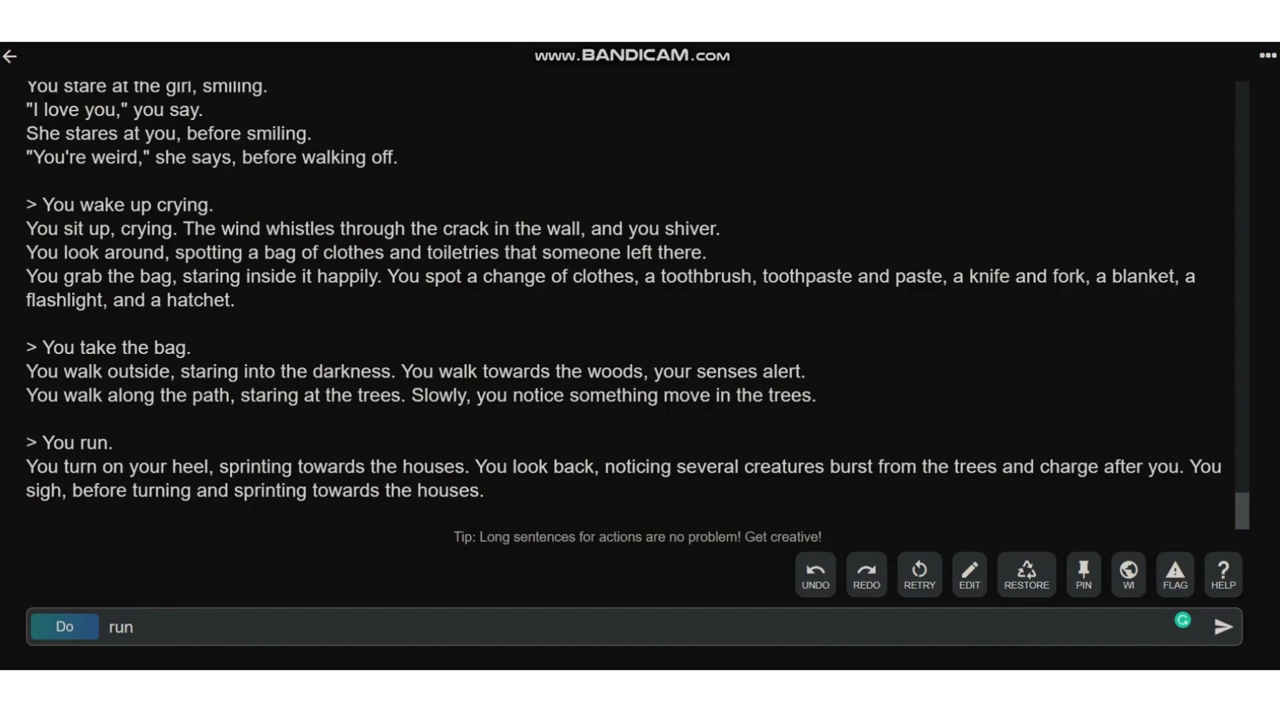 www.BANDICAM.com
You stare at the girl, smiling.
"I love you," you say.
She stares at you, before smiling.
"You're weird," she says, before walking off.
> You wake up crying.
You sit up, crying. The wind whistles through the crack in the wall, and you shiver.
You look around, spotting a bag of clothes and toiletries that someone left there.
You grab the bag, staring inside it happily. You spot a change of clothes, a toothbrush, toothpaste and paste, a knife and fork, a blanket, a
flashlight, and a hatchet.
> You take the bag.
You walk outside, staring into the darkness. You walk towards the woods, your senses alert.
You walk along the path, staring at the trees. Slowly, you notice something move in the trees.
> You run.
You turn on your heel, sprinting towards the houses. You look back, noticing several creatures burst from the trees and charge after you. You
sigh, before turning and sprinting towards the houses.
Tip: Long sentences for actions are no problem! Get creative!
UNDO REDO RETRY EDIT RESTORE PIN WI FLAG HELP
Do run